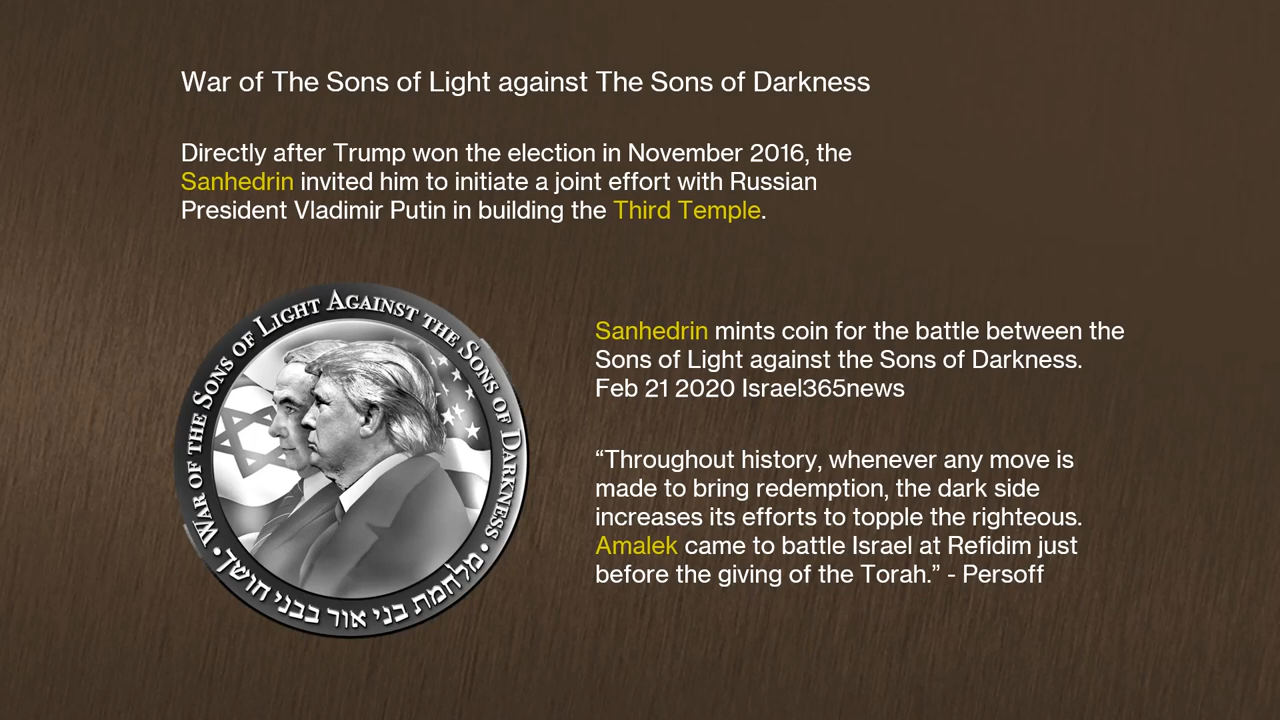 War of The Sons of Light against The Sons of Darkness
Directly after Trump won the election in November 2016, the
Sanhedrin invited him to initiate a joint effort with Russian
President Vladimir Putin in building the Third Temple.
War of the Sons of Light Against the Sons of Darkness
מלחמת בני אור בבני חושך
Sanhedrin mints coin for the battle between the
Sons of Light against the Sons of Darkness.
Feb 21 2020 Israel365news
“Throughout history, whenever any move is
made to bring redemption, the dark side
increases its efforts to topple the righteous.
Amalek came to battle Israel at Refidim just
before the giving of the Torah.” - Persoff